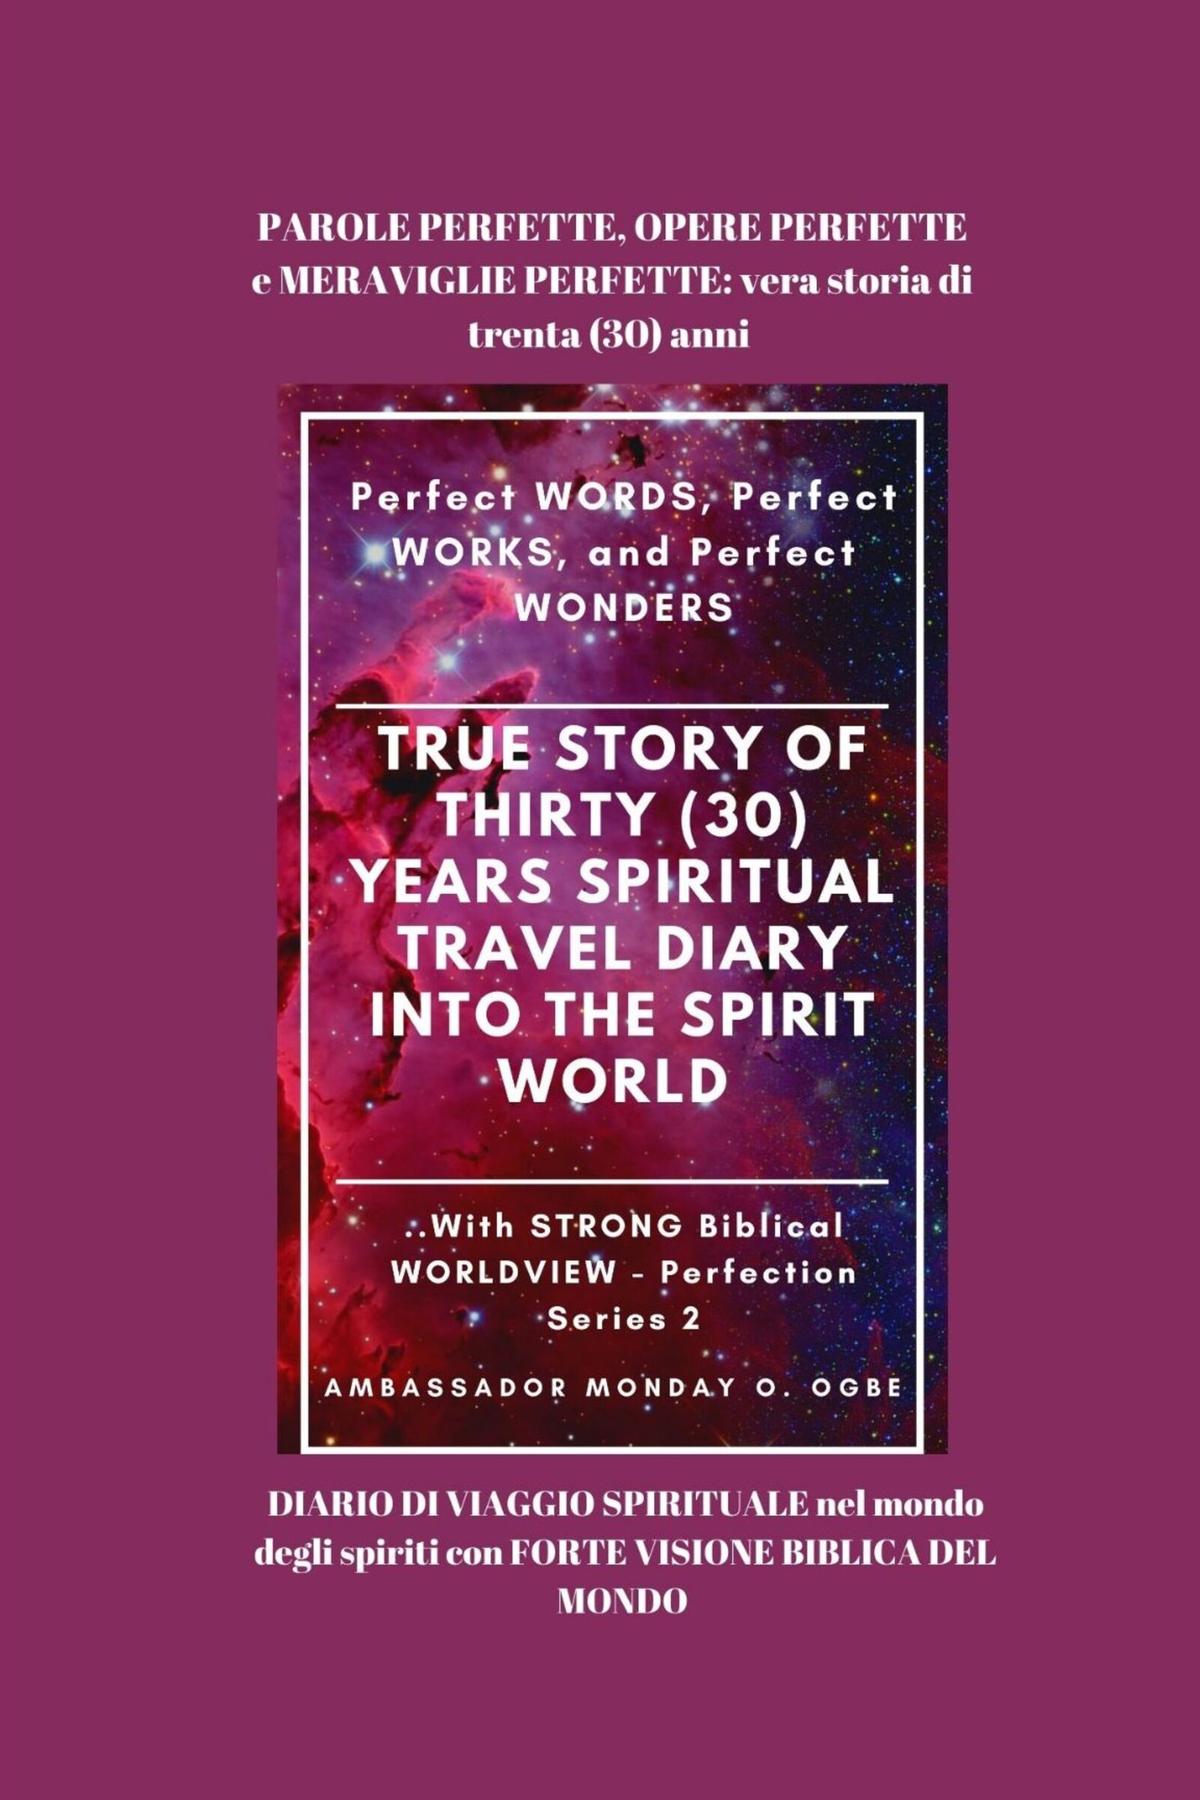 PAROLE PERFETTE, OPERE PERFETTE
e MERAVIGLIE PERFETTE: vera storia di
trenta (30) anni
Perfect WORDS, Perfect
WORKS, and Perfect
WONDERS
TRUE STORY OF
THIRTY (30)
YEARS SPIRITUAL
TRAVEL DIARY
INTO THE SPIRIT
WORLD
..With STRONG Biblical
WORLDVIEW - Perfection
Series 2
AMBASSADOR MONDAY O. OGBE
DIARIO DI VIAGGIO SPIRITUALE nel mondo
degli spiriti con FORTE VISIONE BIBLICA DEL
MONDO